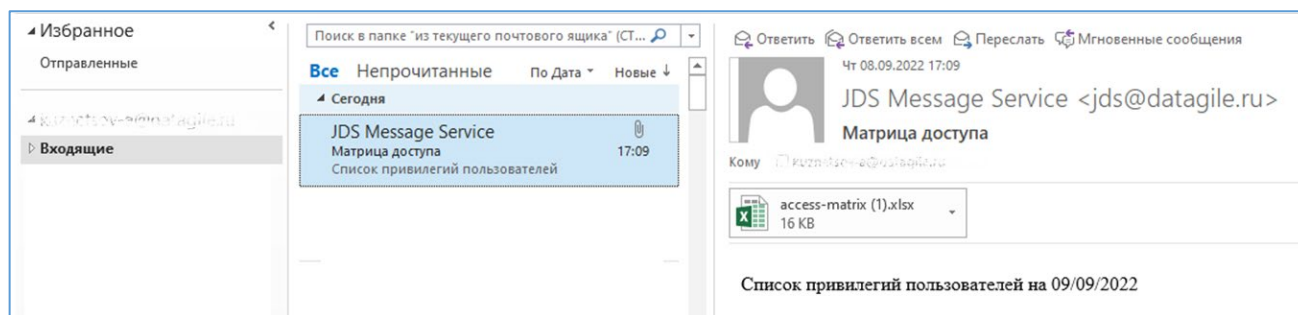 Избранное
Отправленные
Входящие
Поиск в папке "из текущего почтового ящика" (CT...
Все Непрочитанные По Дата Новые ↓
Сегодня
JDS Message Service
Матрица доступа 17:09
Список привилегий пользователей
Ответить Ответить всем Переслать Мгновенные сообщения
Чт 08.09.2022 17:09
JDS Message Service <jds@datagile.ru>
Матрица доступа
Кому
access-matrix (1).xlsx
16 KB
Список привилегий пользователей на 09/09/2022